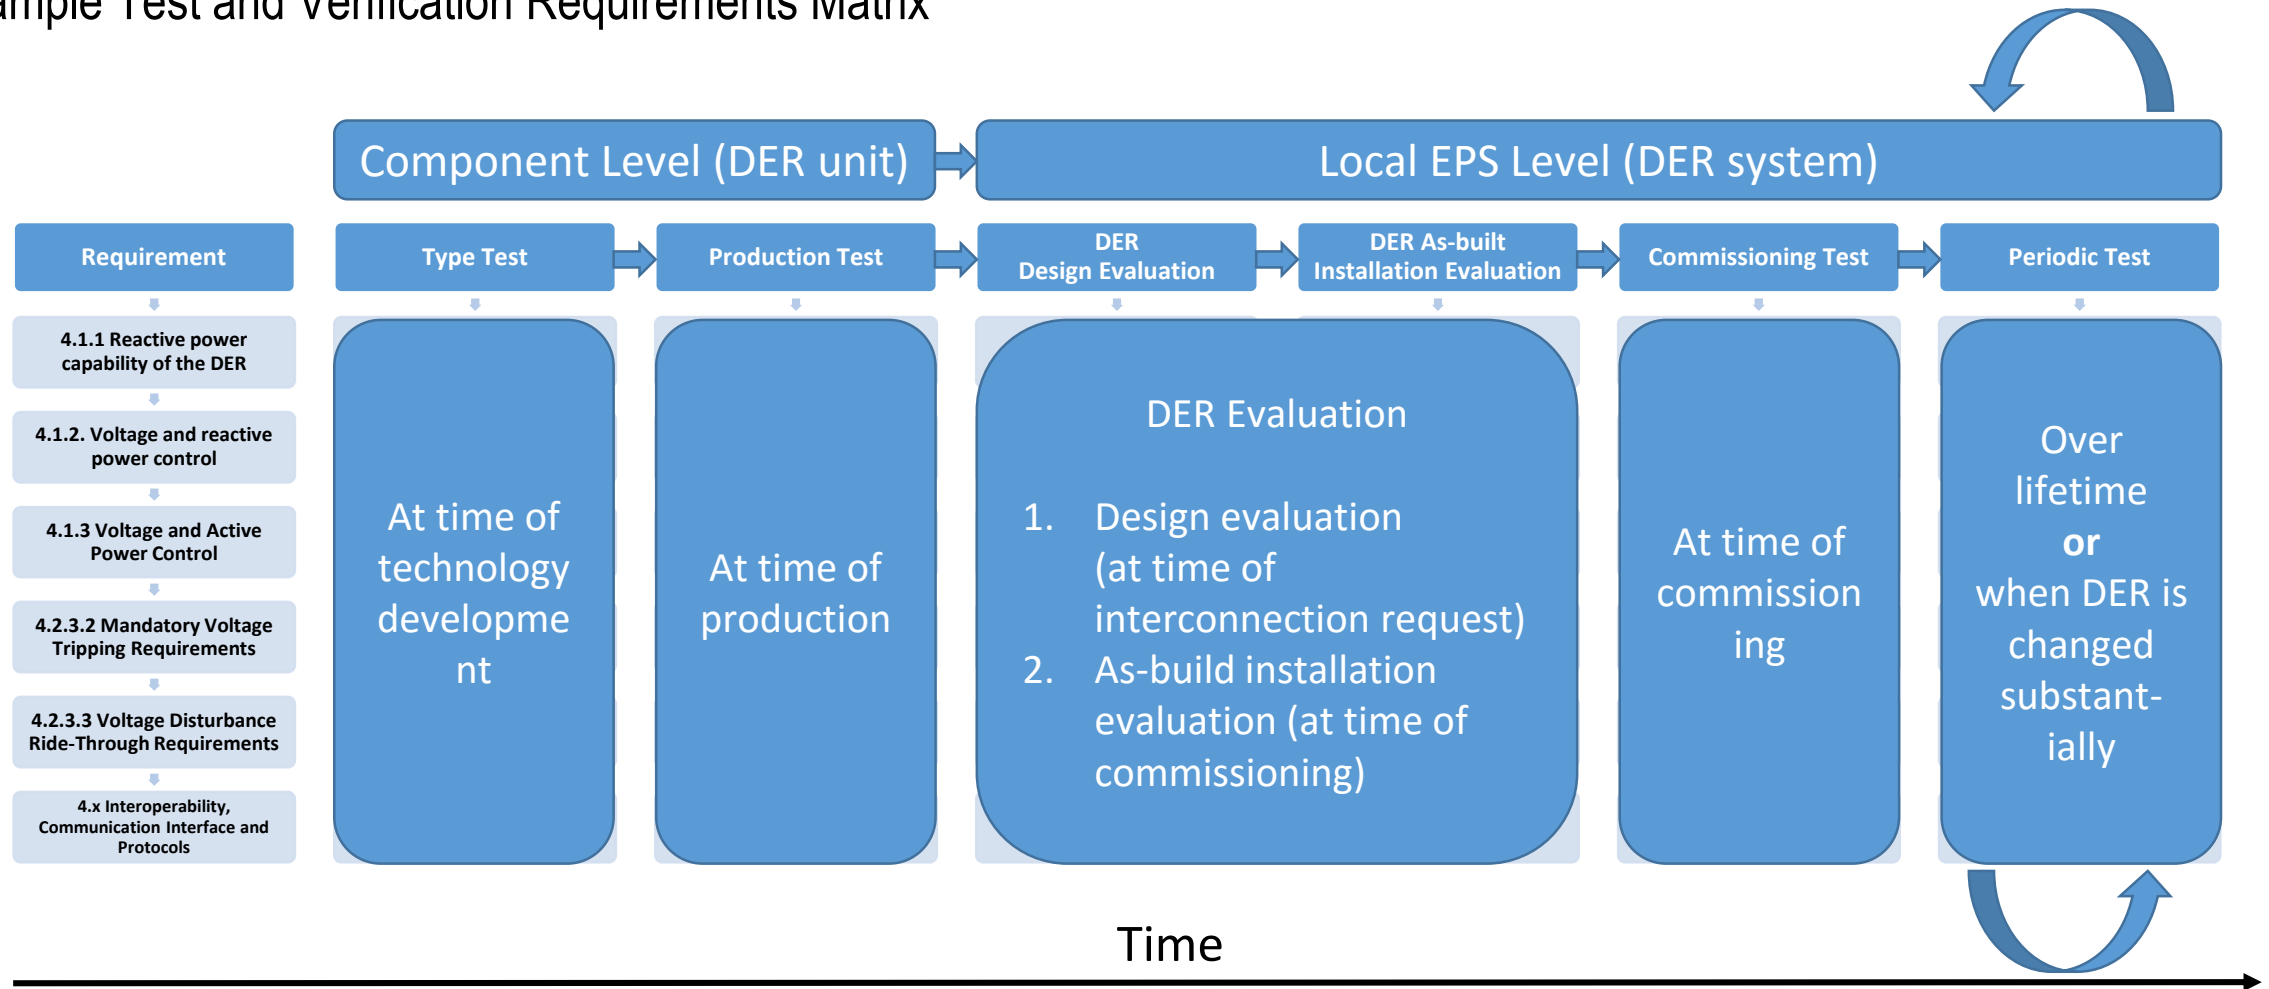 ample Test and Verification Requirements Matrix
Component Level (DER unit)
Local EPS Level (DER system)
Requirement
Type Test
Production Test
DER
Design Evaluation
DER As-built
Installation Evaluation
Commissioning Test
Periodic Test
4.1.1 Reactive power
capability of the DER
4.1.2. Voltage and reactive
power control
4.1.3 Voltage and Active
Power Control
4.2.3.2 Mandatory Voltage
Tripping Requirements
4.2.3.3 Voltage Disturbance
Ride-Through Requirements
4.x Interoperability,
Communication Interface and
Protocols
At time of
technology
developme
nt
At time of
production
DER Evaluation
1. Design evaluation
(at time of
interconnection request)
2. As-build installation
evaluation (at time of
commissioning)
At time of
commission
ing
Over
lifetime
or
when DER is
changed
substant-
ially
Time